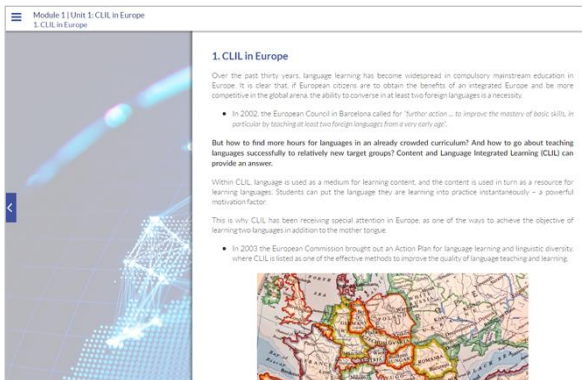 Module 1 | Unit 1: CLIL in Europe
1. CLIL in Europe
1. CLIL in Europe
Over the past thirty years, language learning has become widespread in compulsory mainstream education in
Europe. It is clear that, if European citizens are to obtain the benefits of an integrated Europe and be more
competitive in the global arena, the ability to converse in at least two foreign languages is a necessity.
• In 2002, the European Council in Barcelona called for 'further action ... to improve the mastery of basic skills, in
particular by teaching at least two foreign languages from a very early age'.
But how to find more hours for languages in an already crowded curriculum? And how to go about teaching
languages successfully to relatively new target groups? Content and Language Integrated Learning (CLIL) can
provide an answer.
Within CLIL, language is used as a medium for learning content, and the content is used in turn as a resource for
learning languages. Students can put the language they are learning into practice instantaneously – a powerful
motivation factor.
This is why CLIL has been receiving special attention in Europe, as one of the ways to achieve the objective of
learning two languages in addition to the mother tongue.
• In 2003 the European Commission brought out an Action Plan for language learning and linguistic diversity,
where CLIL is listed as one of the effective methods to improve the quality of language teaching and learning.
NORTH
SEA
POLAND
GERMANY
FRANCE
HUNGARY
ROMANIA
Bay of
BLACK SEA